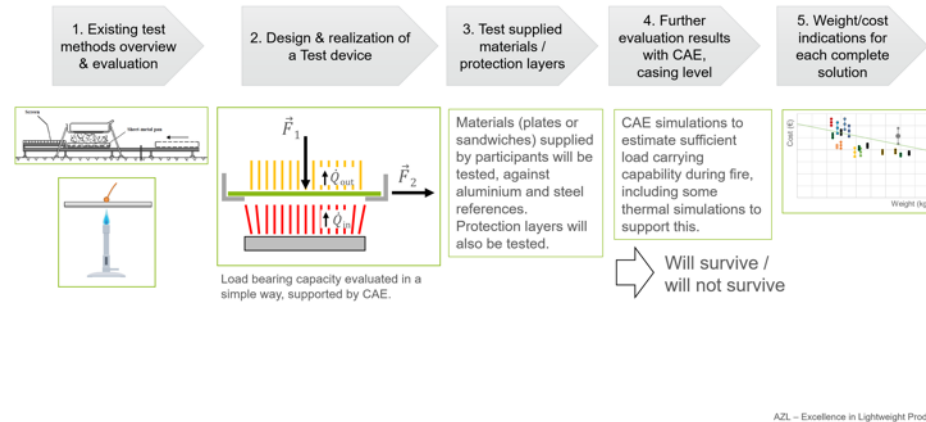 1. Existing test
methods overview
& evaluation
2. Design & realization of
a Test device
3. Test supplied
materials /
protection layers
4. Further
evaluation results
with CAE,
casing level
5. Weight/cost
indications for
each complete
solution
F⃗1
Q̇out
F⃗2
Q̇in
Load bearing capacity evaluated in a
simple way, supported by CAE.
Materials (plates or
sandwiches) supplied
by participants will be
tested, against
aluminium and steel
references.
Protection layers will
also be tested.
CAE simulations to
estimate sufficient
load carrying
capability during fire,
including some
thermal simulations to
support this.
Will survive /
will not survive
Cost (€)
Weight (kg
AZL – Excellence in Lightweight Prod